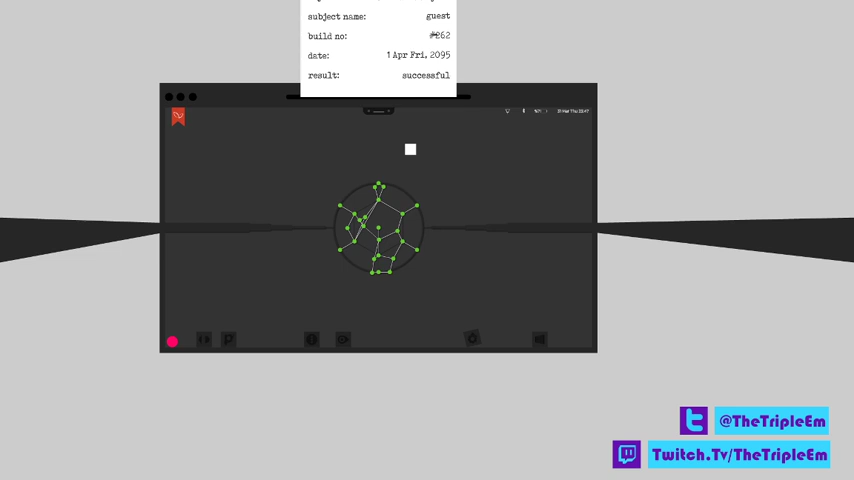 subject name: guest
build no: #262
date: 1 Apr Fri, 2095
result: successful
@TheTripleEm
Twitch.Tv/TheTripleEm